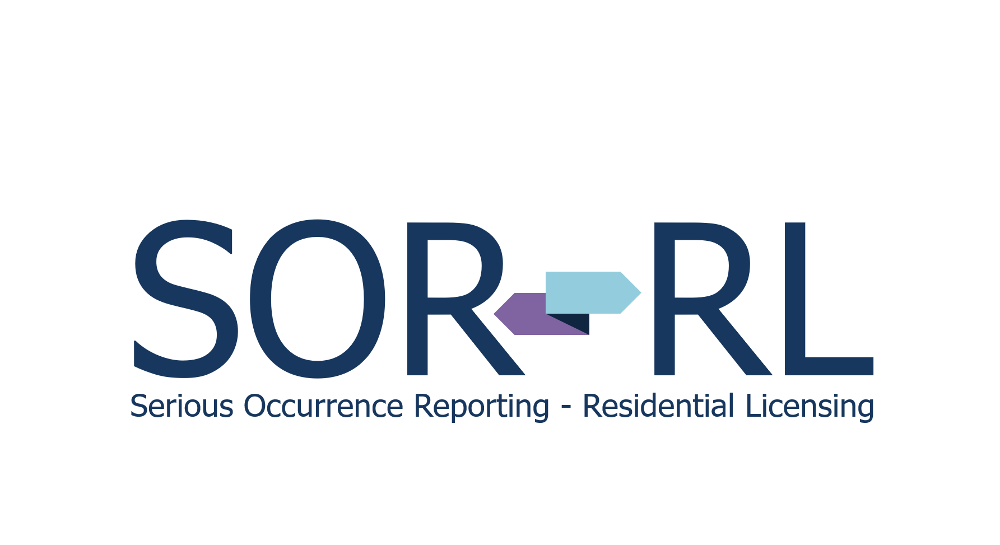 SOR RL
Serious Occurrence Reporting - Residential Licensing